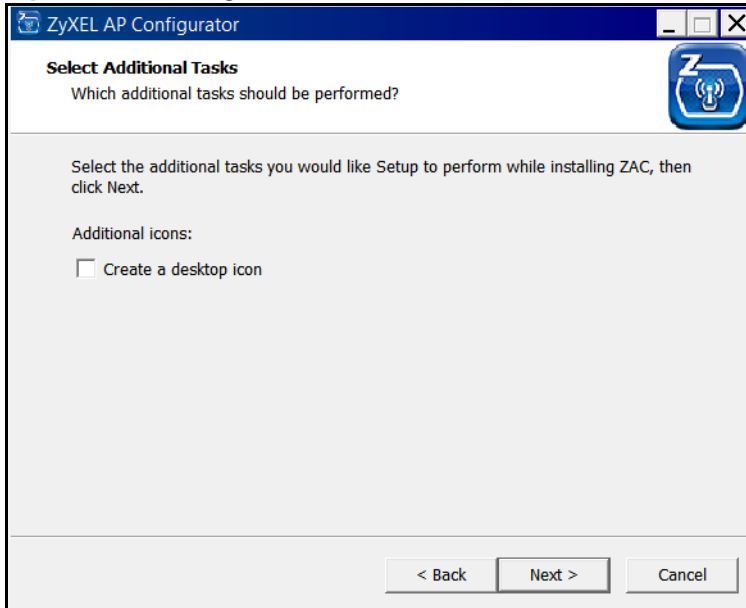 ZyXEL AP Configurator
Select Additional Tasks
Which additional tasks should be performed?
Z
Select the additional tasks you would like Setup to perform while installing ZAC, then
click Next.
Additional icons:
Create a desktop icon
< Back Next > Cancel